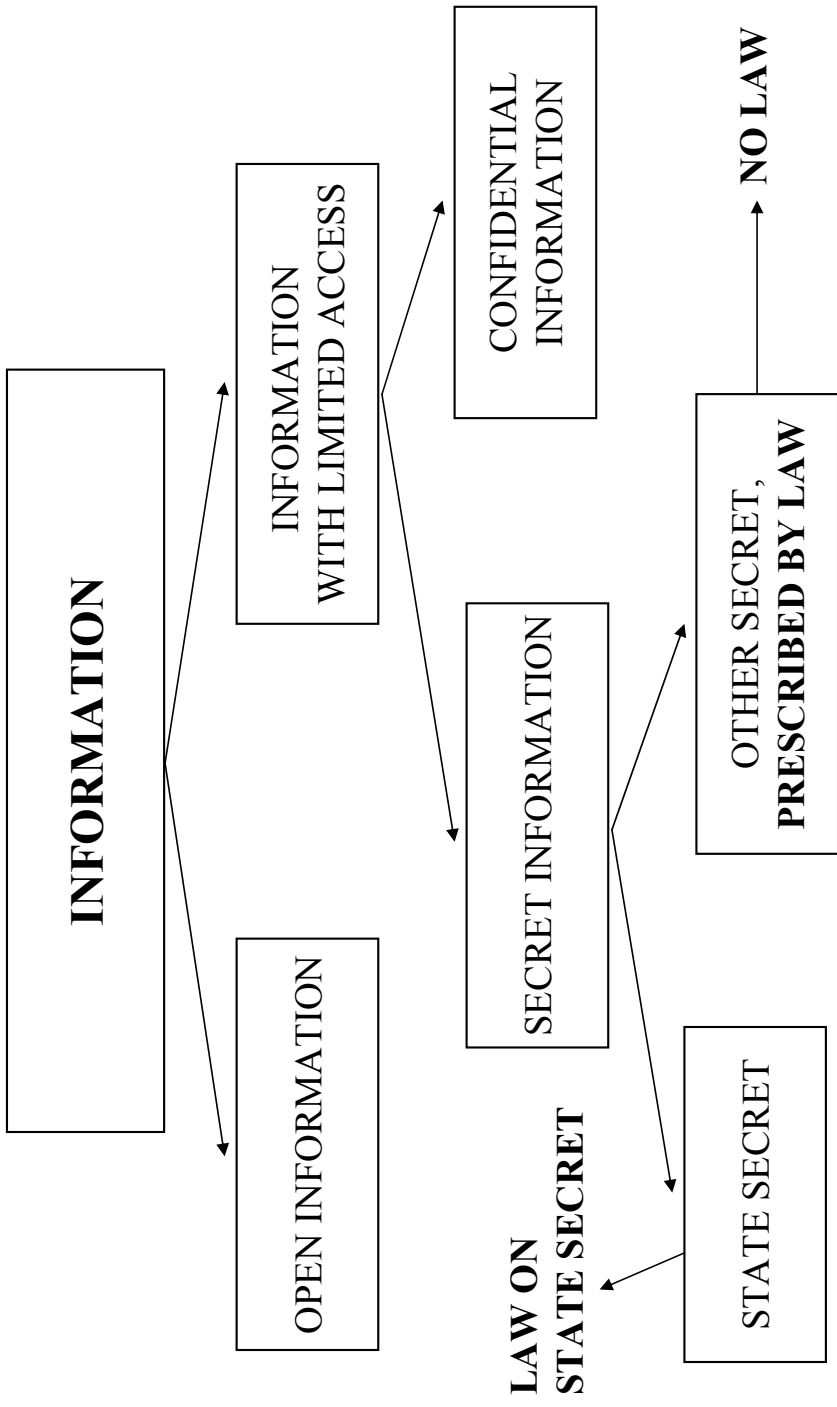 INFORMATION
OPEN INFORMATION
INFORMATION
WITH LIMITED ACCESS
SECRET INFORMATION
CONFIDENTIAL
INFORMATION
LAW ON
STATE SECRET
STATE SECRET
OTHER SECRET,
PRESCRIBED BY LAW
NO LAW